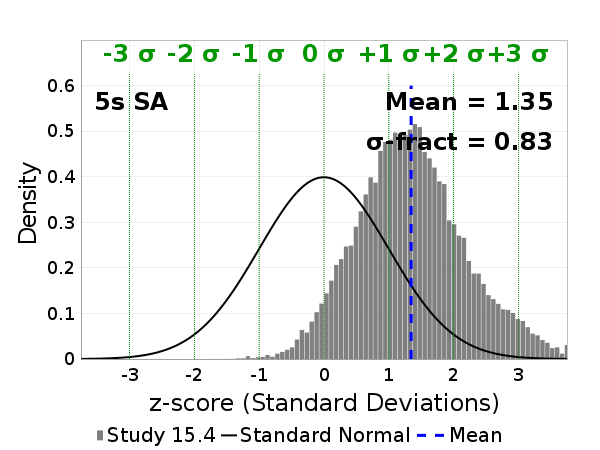 -3 σ -2 σ -1 σ 0 σ +1 σ +2 σ +3 σ
0.6
5s SA
Mean = 1.35
0.5
σ-fract = 0.83
0.4
0.3
0.2
0.1
0
Density
-3 -2 -1 0 1 2 3
z-score (Standard Deviations)
Study 15.4 Standard Normal Mean